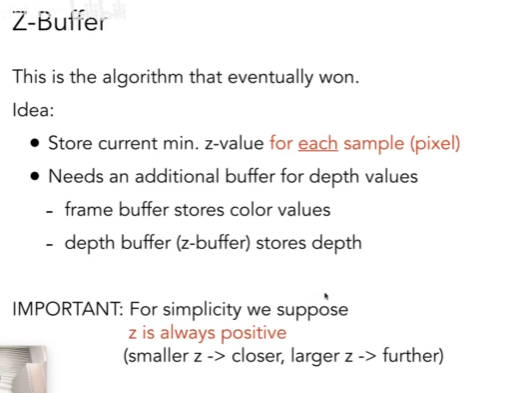 Z-Buffer
This is the algorithm that eventually won.
Idea:
• Store current min. z-value for each sample (pixel)
• Needs an additional buffer for depth values
- frame buffer stores color values
- depth buffer (z-buffer) stores depth
IMPORTANT: For simplicity we suppose
z is always positive
(smaller z -> closer, larger z -> further)